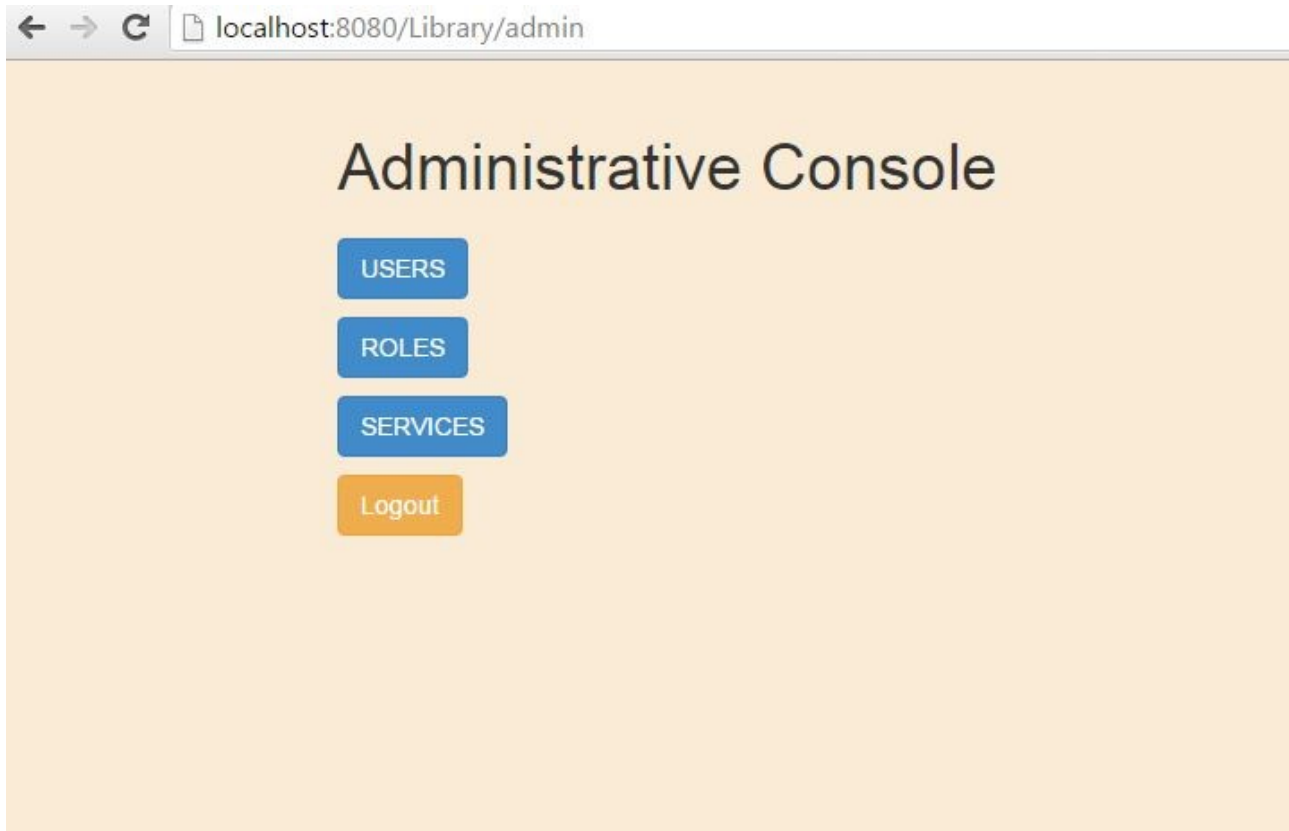 localhost:8080/Library/admin
Administrative Console
USERS
ROLES
SERVICES
Logout